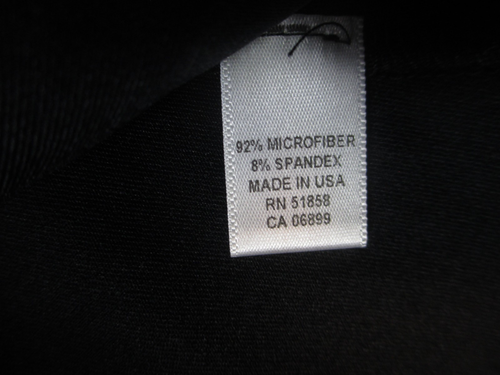 92% MICROFIBER
8% SPANDEX
MADE IN USA
RN 51858
CA 06899